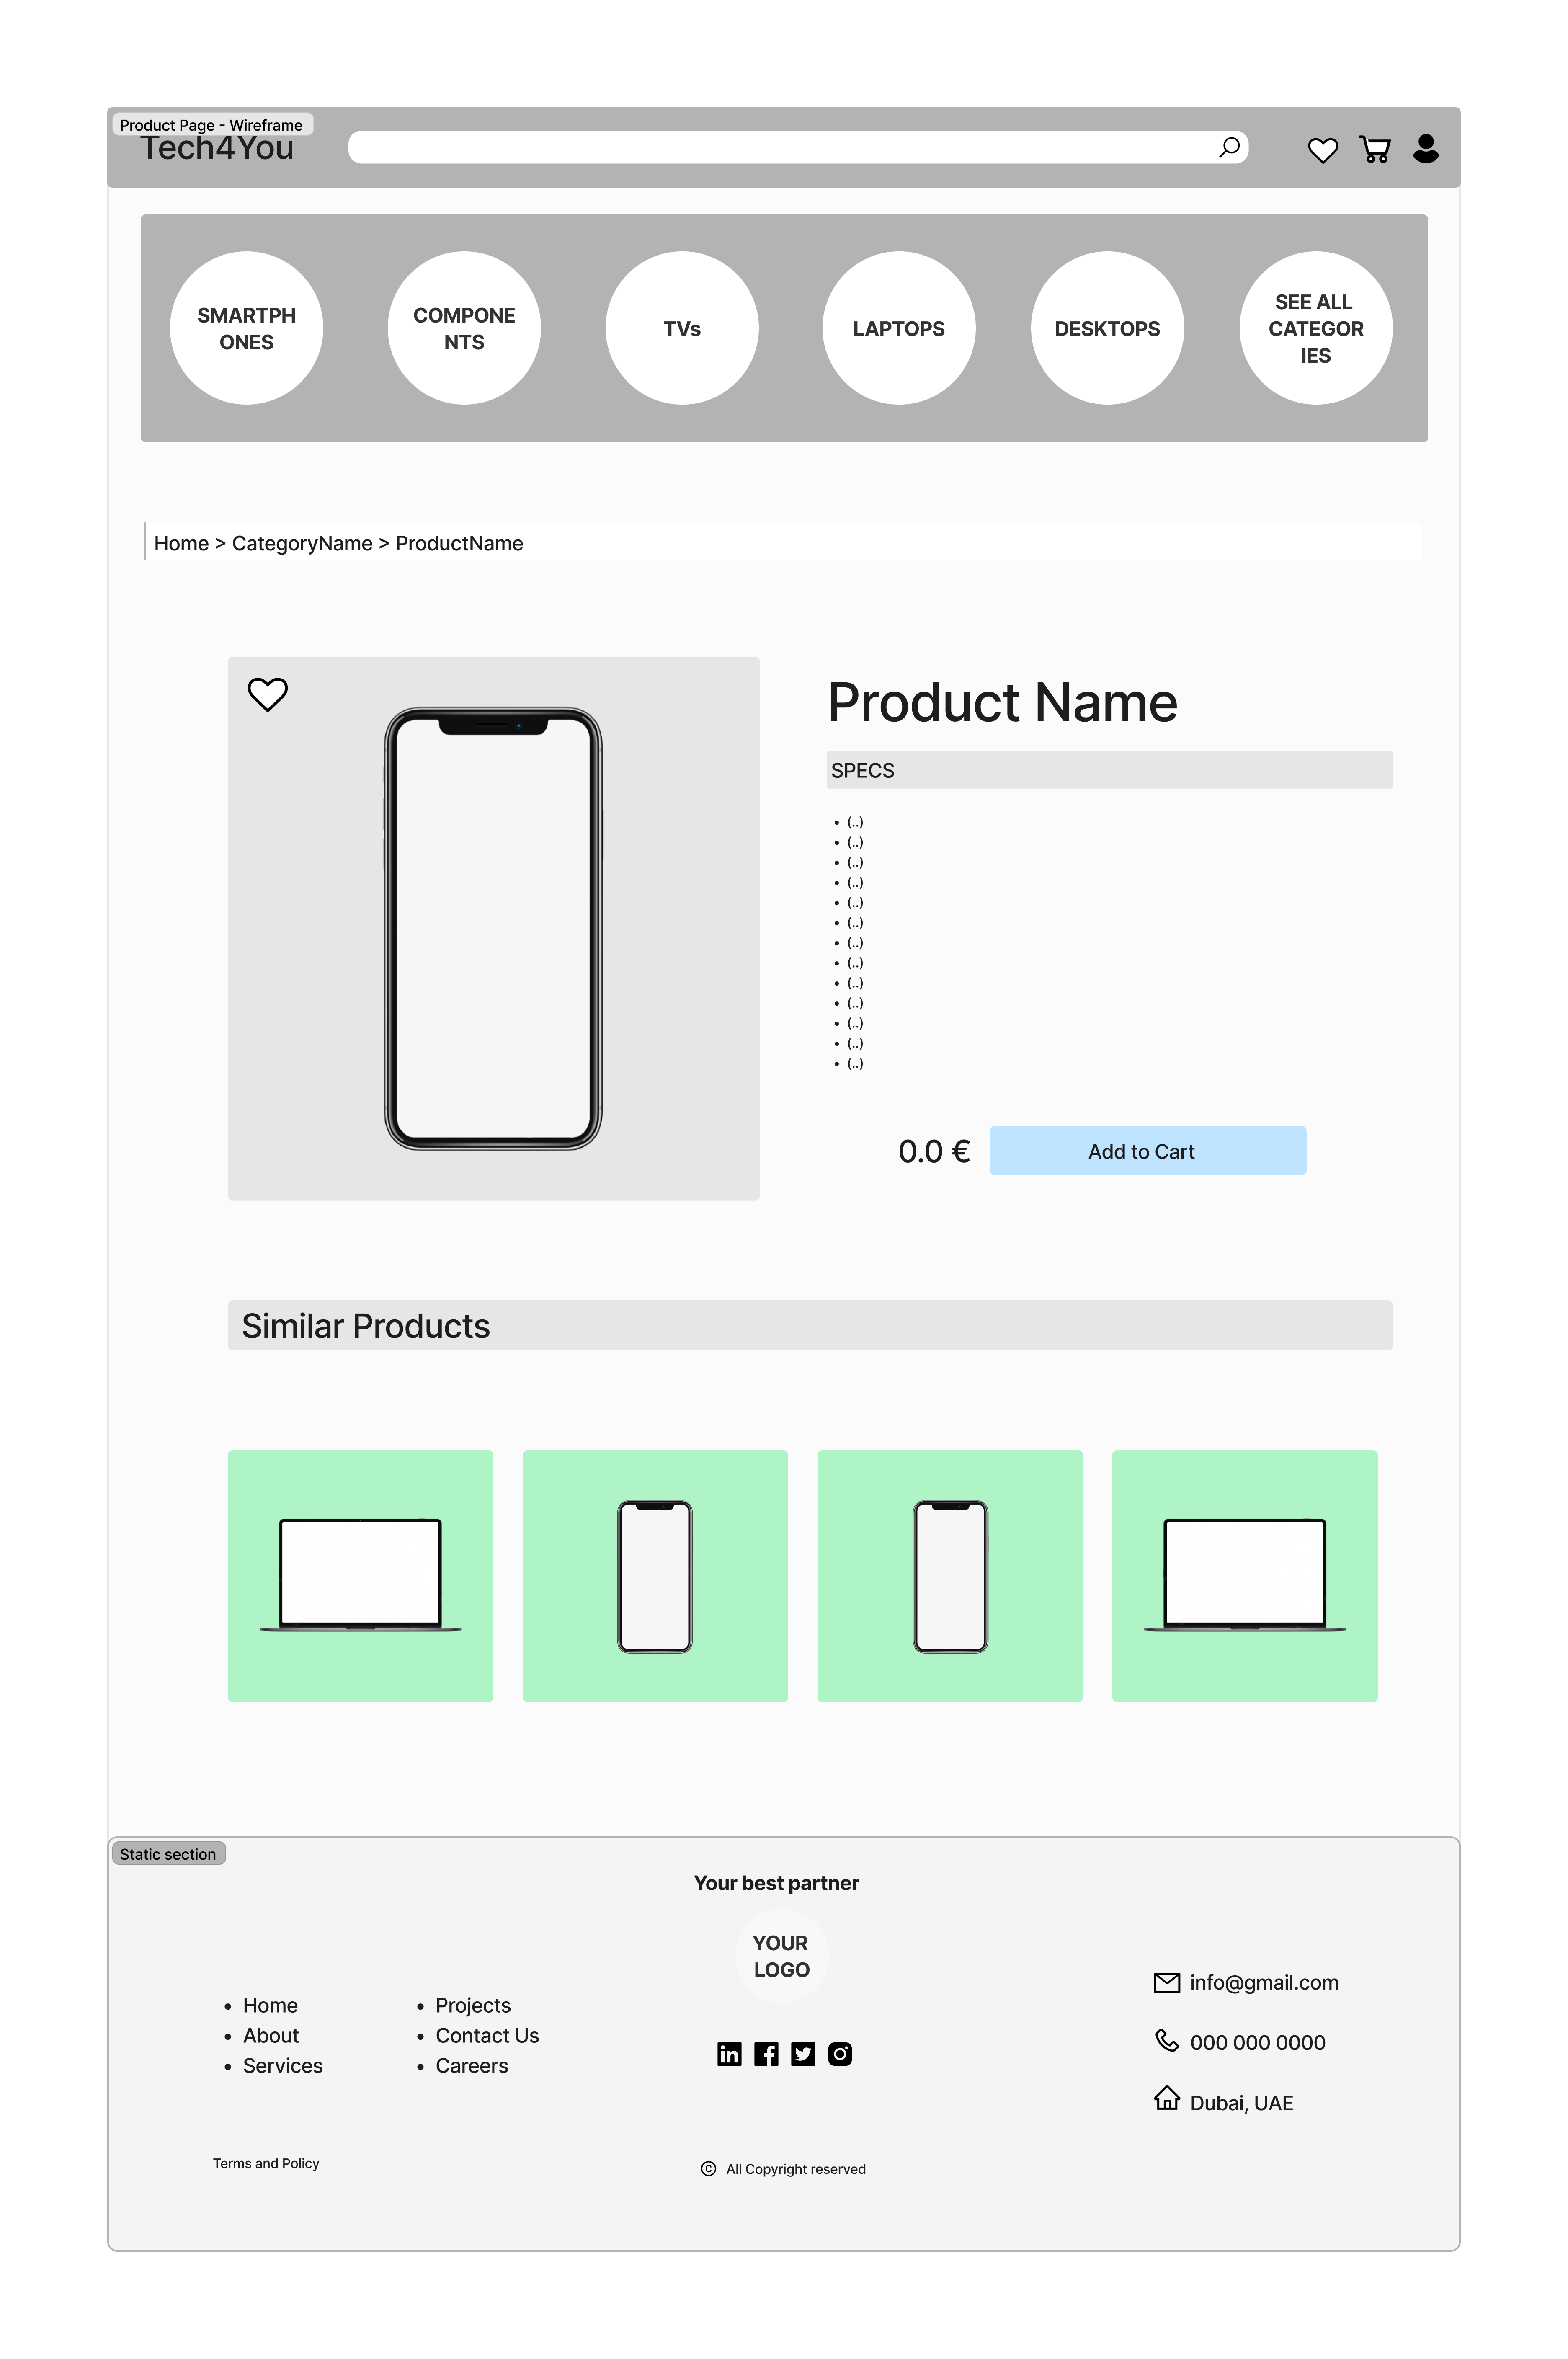 Product Page - Wireframe
Tech4You
SMARTPH
ONES
COMPONE
NTS
TVs
LAPTOPS
DESKTOPS
SEE ALL
CATEGOR
IES
Home > CategoryName > ProductName
Product Name
SPECS
• (..)
• (..)
• (..)
• (..)
• (..)
• (..)
• (..)
• (..)
• (..)
• (..)
• (..)
• (..)
• (..)
0.0 €
Add to Cart
Similar Products
Static section
Your best partner
YOUR
LOGO
• Home
• About
• Services
• Projects
• Contact Us
• Careers
info@gmail.com
000 000 0000
Dubai, UAE
Terms and Policy
© All Copyright reserved